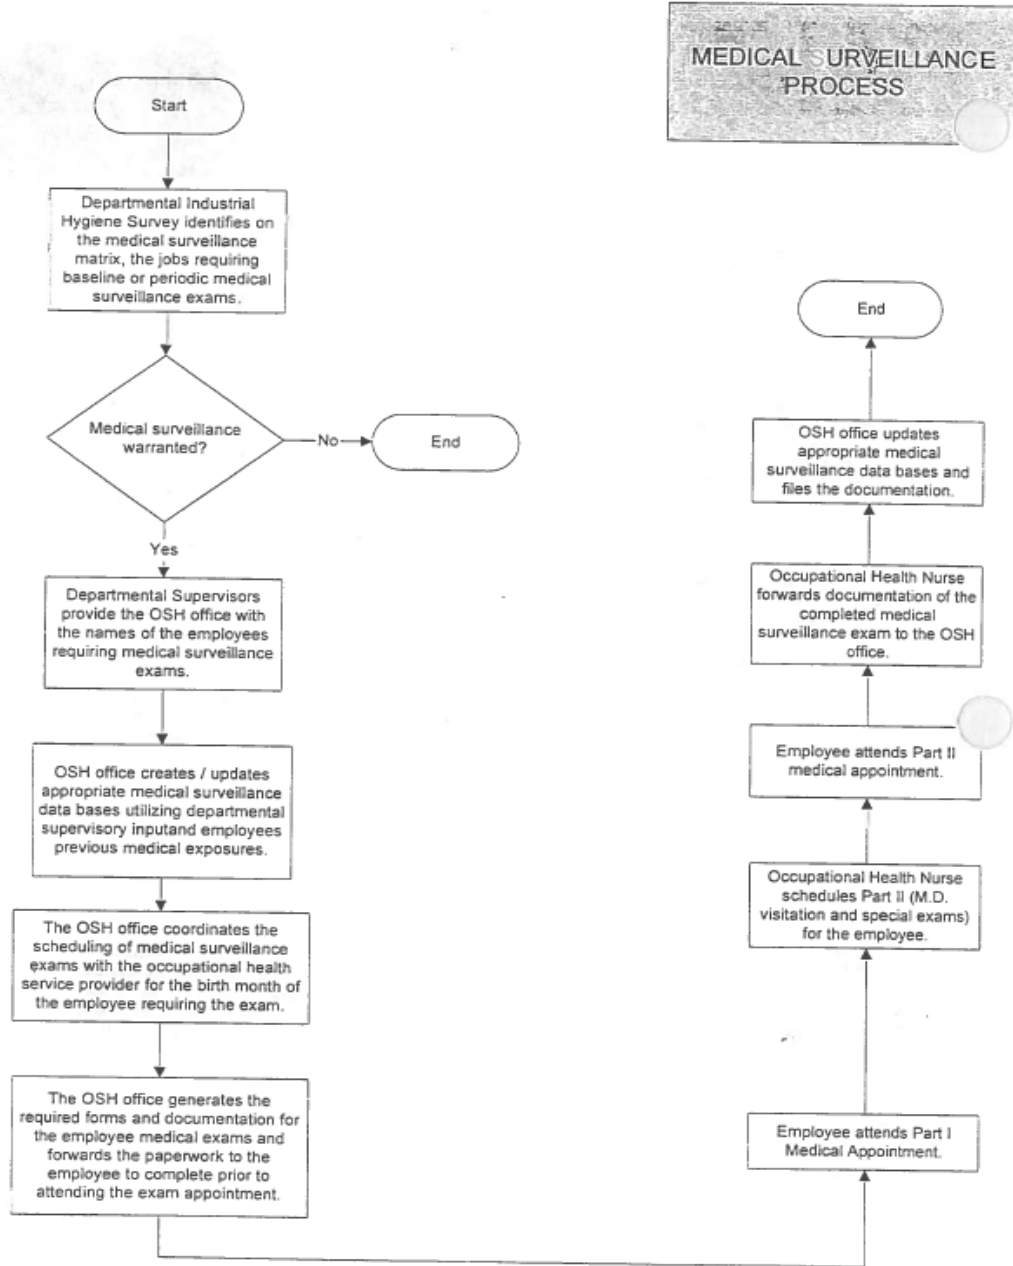 MEDICAL SURVEILLANCE
PROCESS
Start
Departmental Industrial
Hygiene Survey identifies on
the medical surveillance
matrix, the jobs requiring
baseline or periodic medical
surveillance exams.
Medical surveillance
warranted?
No
End
Yes
Departmental Supervisors
provide the OSH office with
the names of the employees
requiring medical surveillance
exams.
OSH office creates / updates
appropriate medical surveillance
data bases utilizing departmental
supervisory inputand employees
previous medical exposures.
The OSH office coordinates the
scheduling of medical surveillance
exams with the occupational health
service provider for the birth month of
the employee requiring the exam.
The OSH office generates the
required forms and documentation for
the employee medical exams and
forwards the paperwork to the
employee to complete prior to
attending the exam appointment.
Employee attends Part I
Medical Appointment.
Occupational Health Nurse
schedules Part II (M.D.
visitation and special exams)
for the employee.
Employee attends Part II
medical appointment.
Occupational Health Nurse
forwards documentation of the
completed medical
surveillance exam to the OSH
office.
OSH office updates
appropriate medical
surveillance data bases and
files the documentation.
End